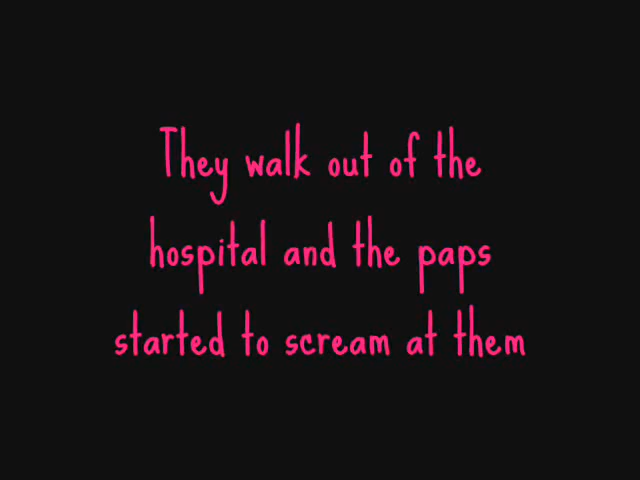 They walk out of the
hospital and the paps
started to scream at them